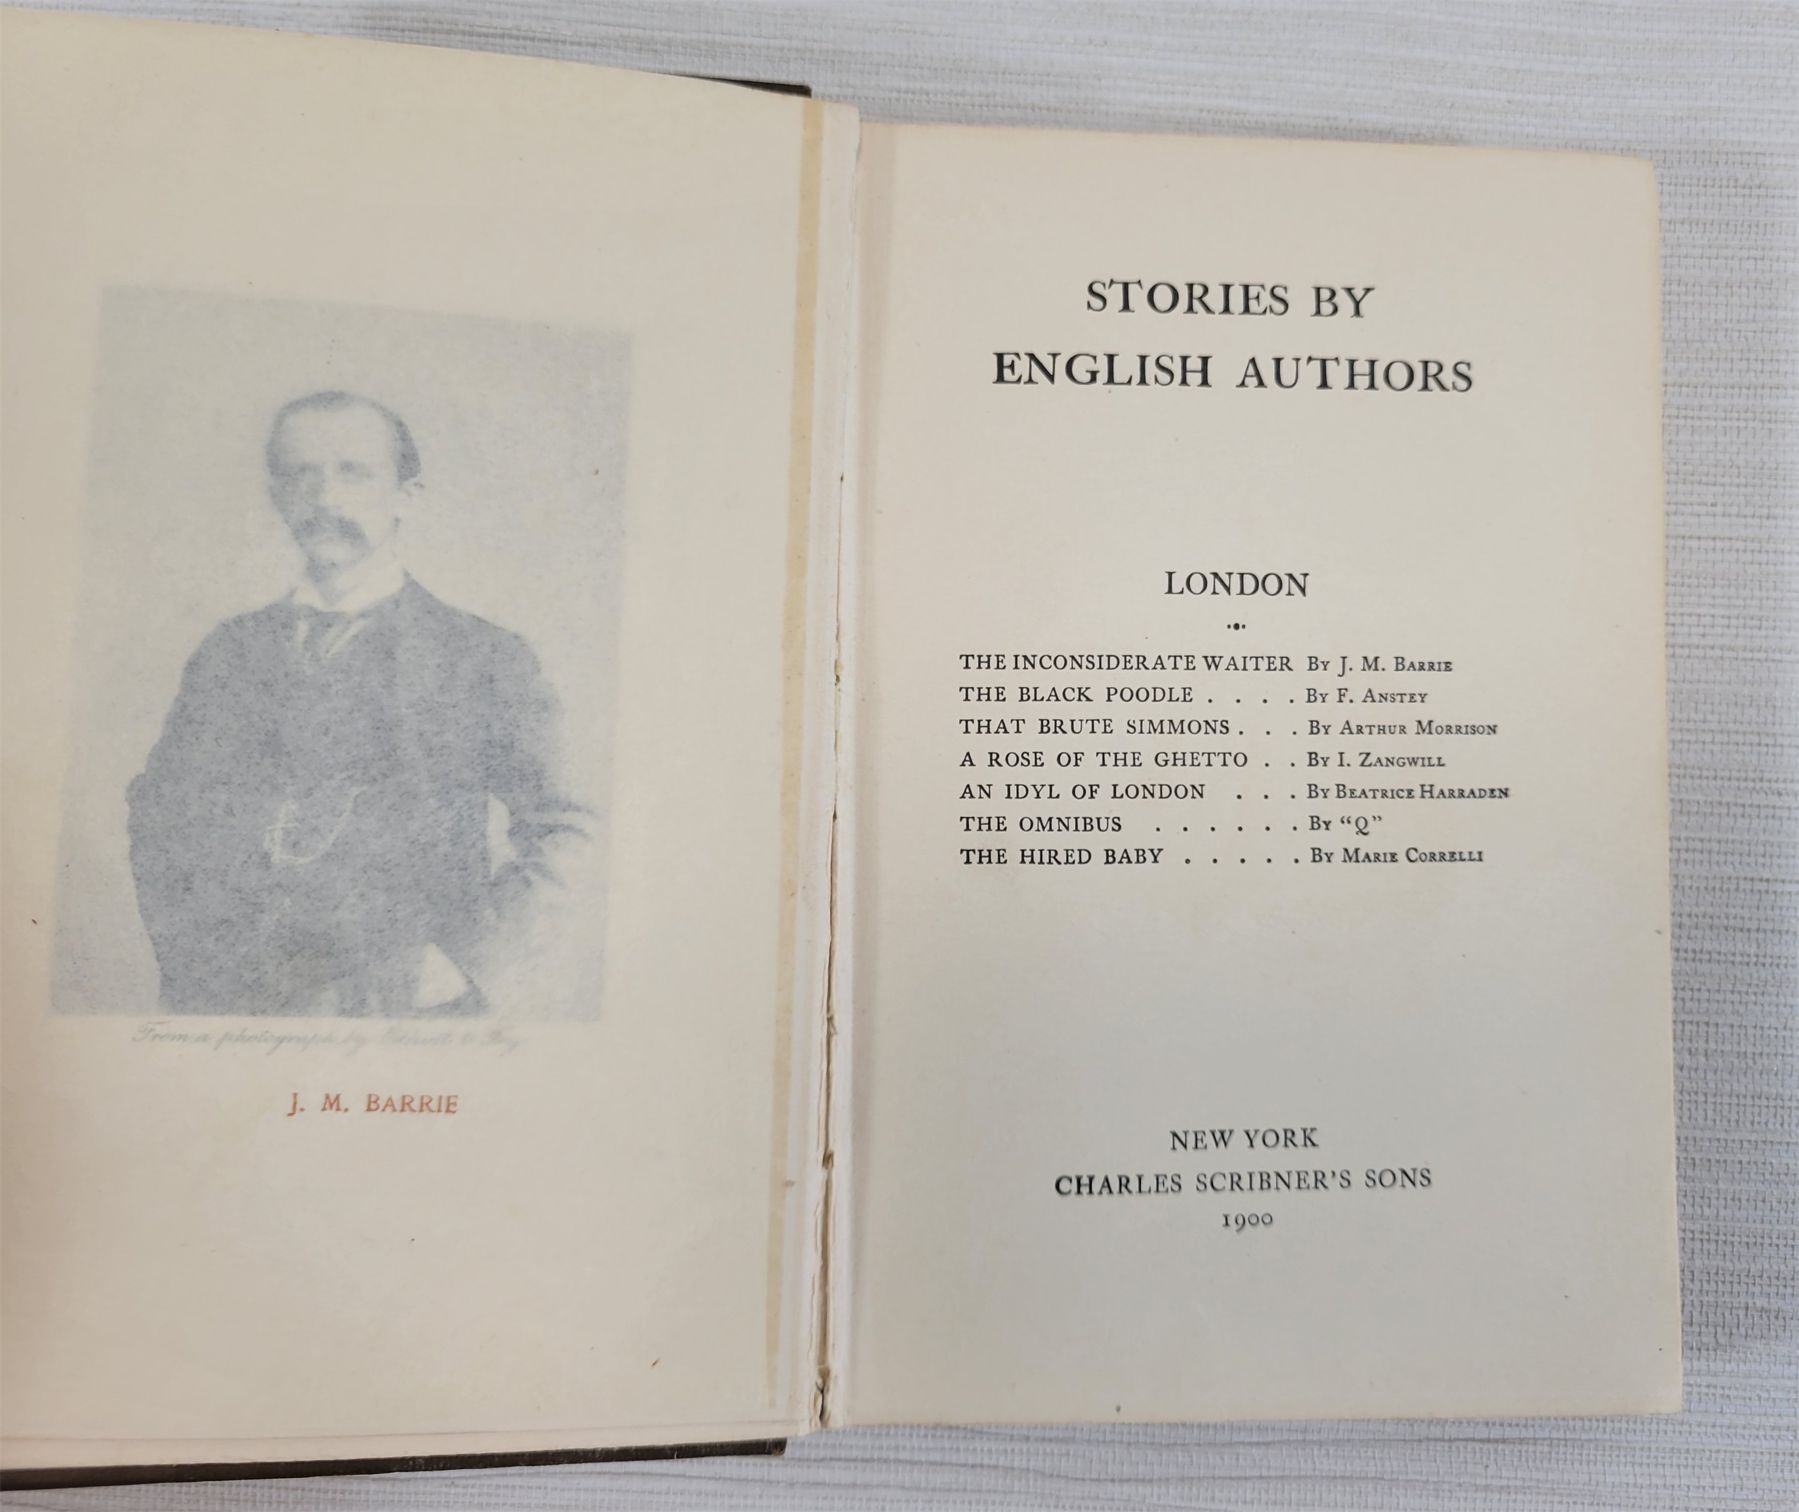 From a photograph by
J. M. BARRIE
STORIES BY
ENGLISH AUTHORS
LONDON
THE INCONSIDERATE WAITER BY J. M. BARRIE
THE BLACK POODLE . . . . BY F. ANSTEY
THAT BRUTE SIMMONS . . . BY ARTHUR MORRISON
A ROSE OF THE GHETTO . . BY I. ZANGWILL
AN IDYL OF LONDON . . . BY BEATRICE HARRADEN
THE OMNIBUS . . . . . . BY “Q”
THE HIRED BABY . . . . . BY MARIE CORRELLI
NEW YORK
CHARLES SCRIBNER'S SONS
1900